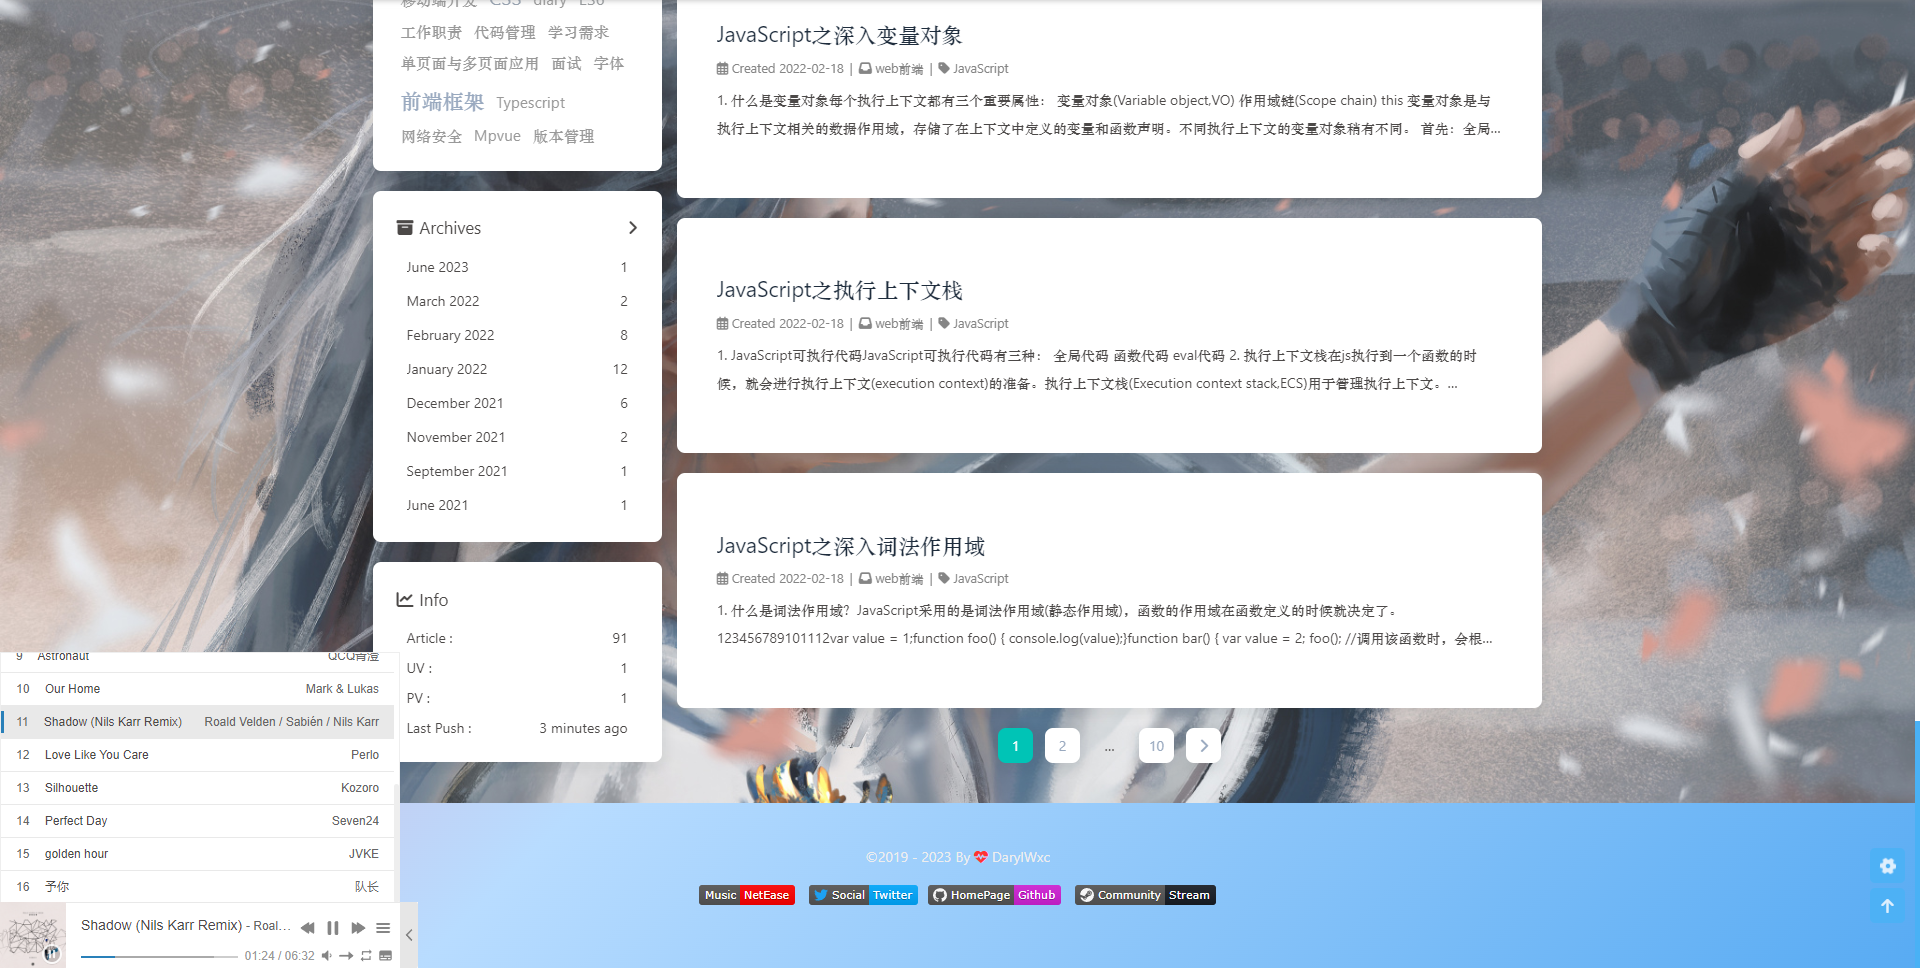 移动端开发 CSS diary ES6
工作职责 代码管理 学习需求
单页面与多页面应用 面试 字体
前端框架 Typescript
网络安全 Mpvue 版本管理
Archives
June 2023 1
March 2022 2
February 2022 8
January 2022 12
December 2021 6
November 2021 2
September 2021 1
June 2021 1
Info
Article : 91
UV : 1
PV : 1
Last Push : 3 minutes ago
JavaScript之深入变量对象
Created 2022-02-18 | web前端 | JavaScript
1. 什么是变量对象每个执行上下文都有三个重要属性： 变量对象(Variable object,VO) 作用域链(Scope chain) this 变量对象是与
执行上下文相关的数据作用域，存储了在上下文中定义的变量和函数声明。不同执行上下文的变量对象稍有不同。 首先：全局...
JavaScript之执行上下文栈
Created 2022-02-18 | web前端 | JavaScript
1. JavaScript可执行代码JavaScript可执行代码有三种： 全局代码 函数代码 eval代码 2. 执行上下文栈在js执行到一个函数的时
候，就会进行执行上下文(execution context)的准备。执行上下文栈(Execution context stack,ECS)用于管理执行上下文。...
JavaScript之深入词法作用域
Created 2022-02-18 | web前端 | JavaScript
1. 什么是词法作用域？JavaScript采用的是词法作用域(静态作用域)，函数的作用域在函数定义的时候就决定了。
123456789101112var value = 1;function foo() { console.log(value);}function bar() { var value = 2; foo(); //调用该函数时，会根...
1 2 ... 10
©2019 - 2023 By DarylWxc
Music NetEase Social Twitter HomePage Github Community Stream
9 Astronaut QCQ青澄
10 Our Home Mark & Lukas
11 Shadow (Nils Karr Remix) Roald Velden / Sabièn / Nils Karr
12 Love Like You Care Perlo
13 Silhouette Kozoro
14 Perfect Day Seven24
15 golden hour JVKE
16 予你 队长
Shadow (Nils Karr Remix) - Roal...
01:24 / 06:32